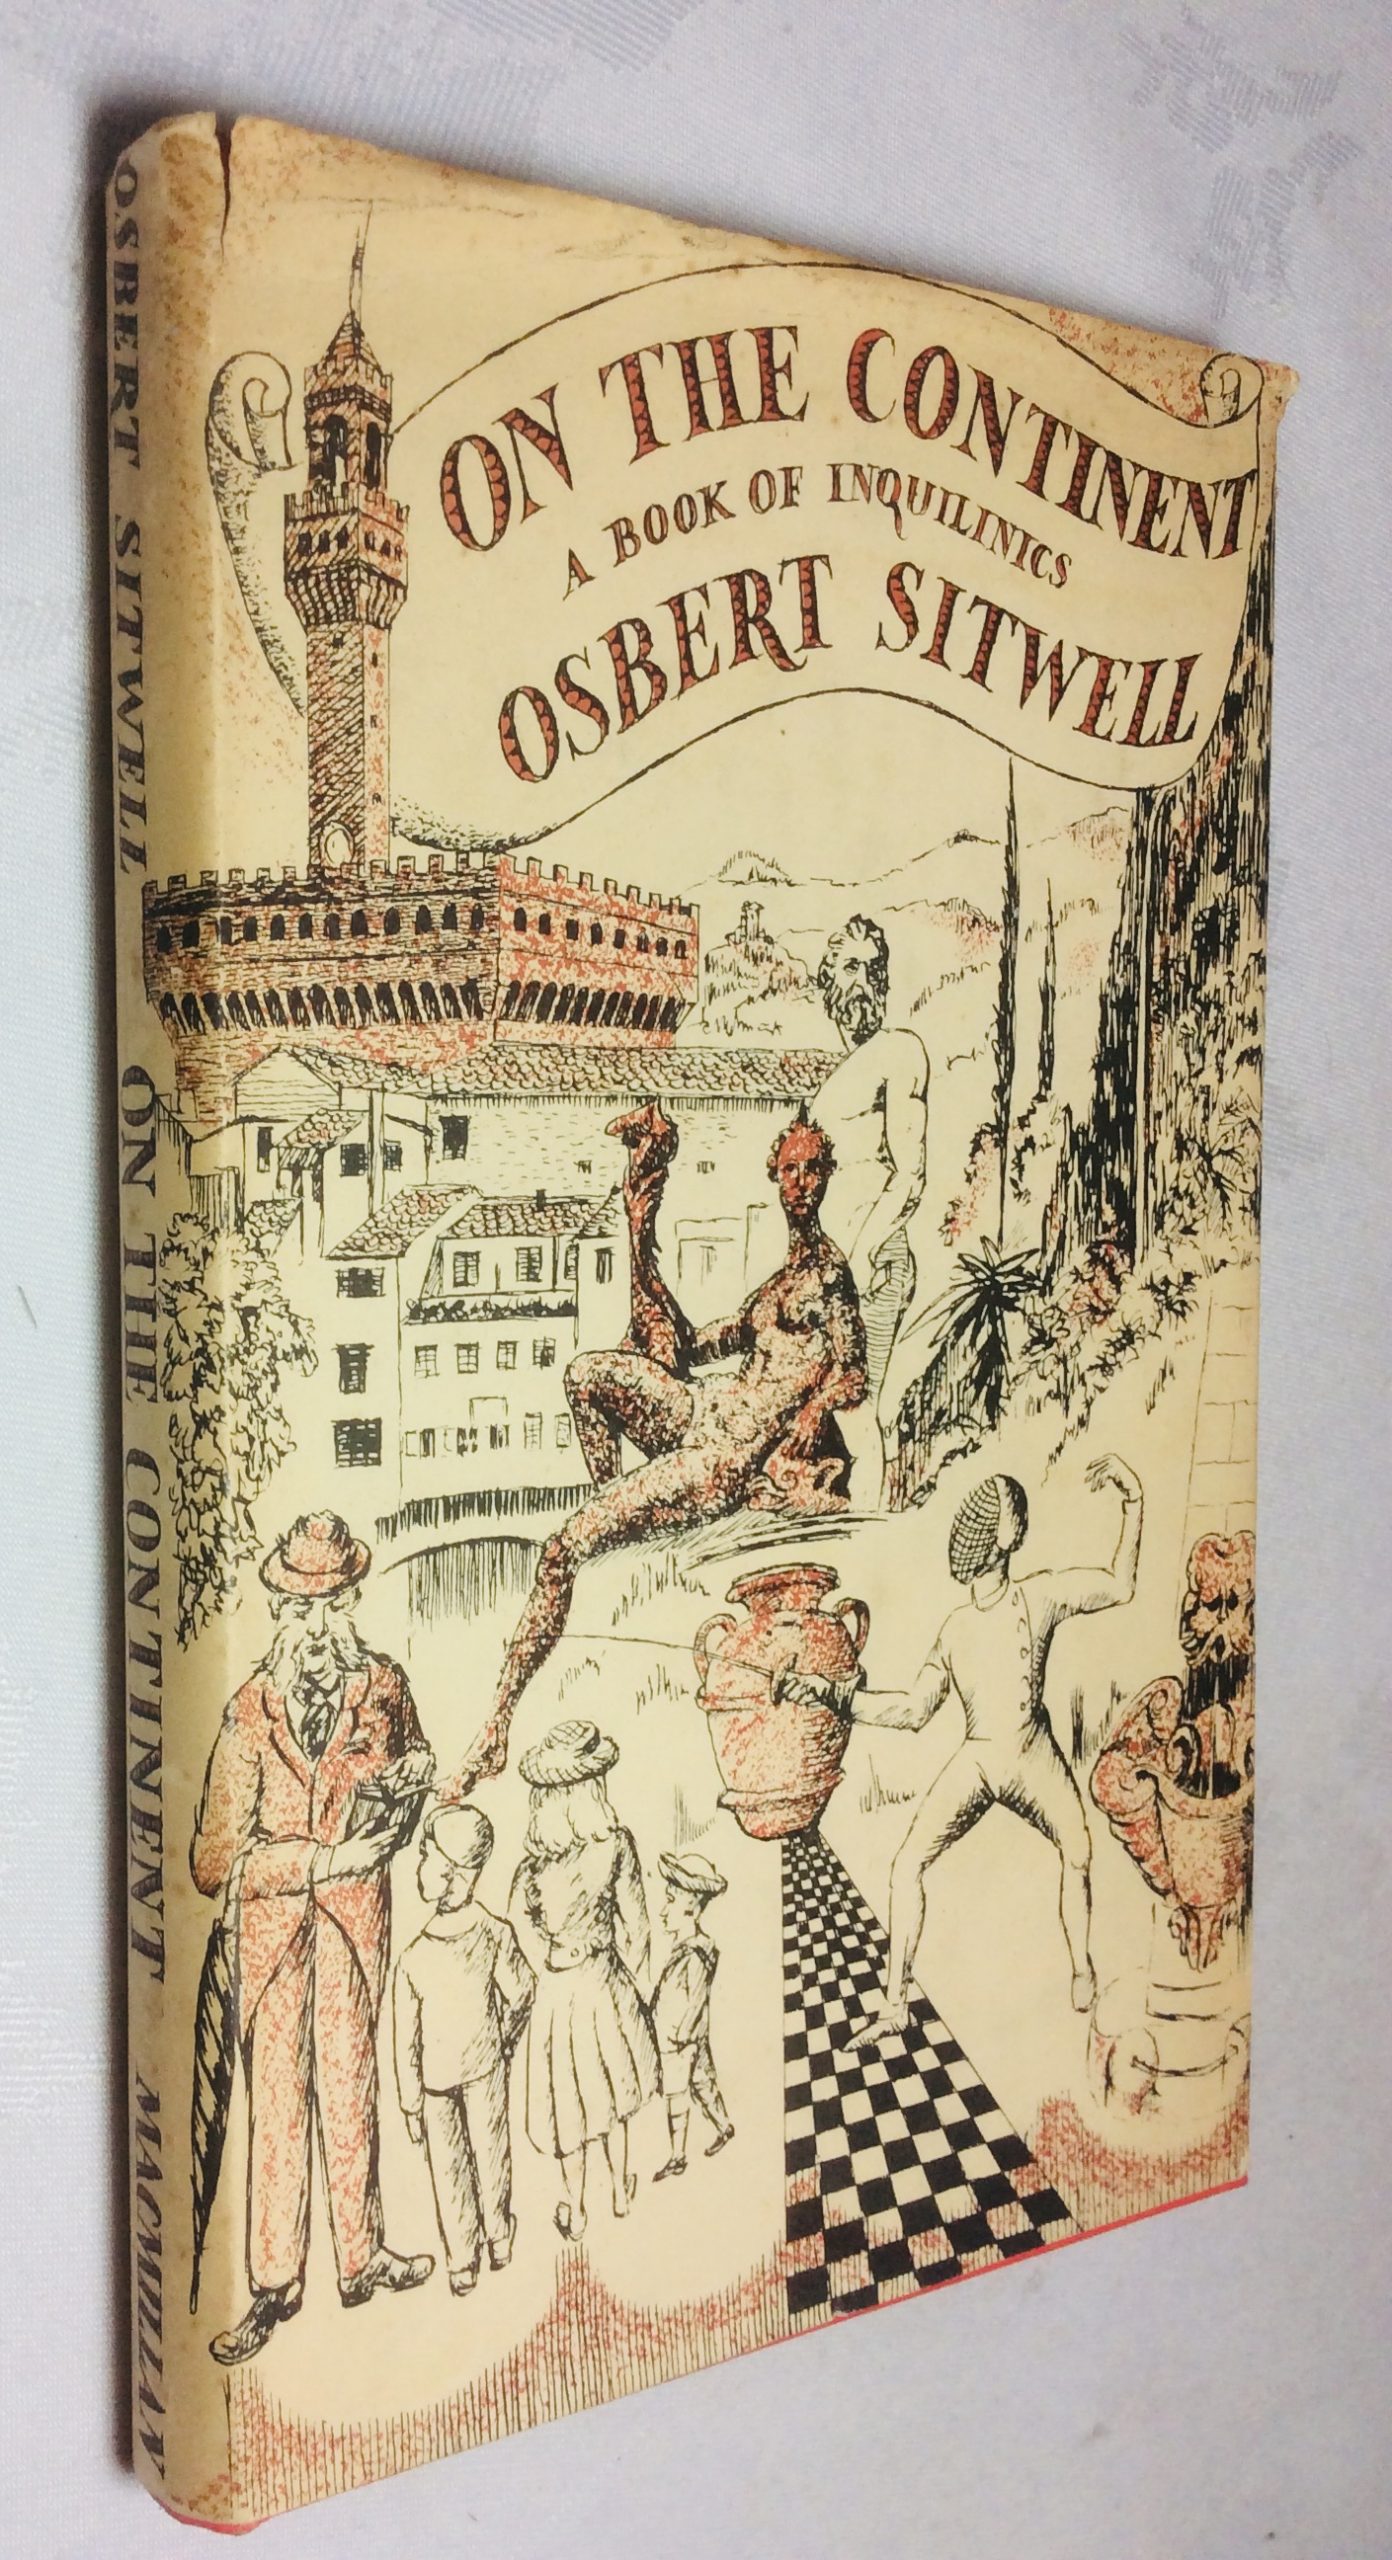 ON THE CONTINENT
A BOOK OF INQUILINICS
OSBERT SITWELL
OSBERT SITWELL ON THE CONTINENT MACMILLAN